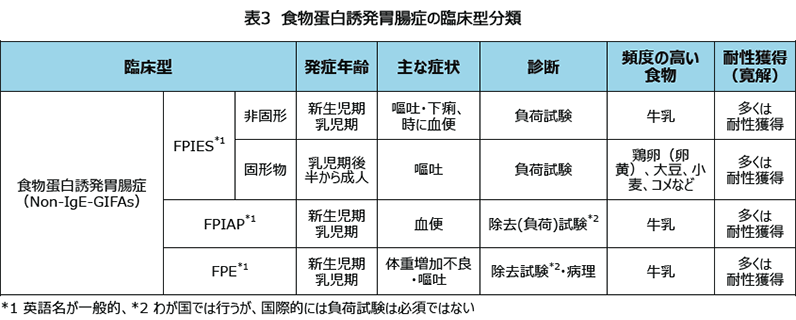 表3 食物蛋白誘発胃腸症の臨床型分類
臨床型 発症年齢 主な症状 診断 頻度の高い
食物 耐性獲得
（寛解）
食物蛋白誘発胃腸症
（Non-IgE-GIFAs）
FPIES*1
非固形
新生児期
乳児期
嘔吐・下痢、
時に血便
負荷試験
牛乳
多くは
耐性獲得
固形物
乳児期後
半から成人
嘔吐
負荷試験
鶏卵（卵
黄）、大豆、小
麦、コメなど
多くは
耐性獲得
FPIAP*1
新生児期
乳児期
血便
除去(負荷)試験*2
牛乳
多くは
耐性獲得
FPE*1
新生児期
乳児期
体重増加不良
・嘔吐
除去試験*2・病理
牛乳
多くは
耐性獲得
*1 英語名が一般的、*2 わが国では行うが、国際的には負荷試験は必須ではない